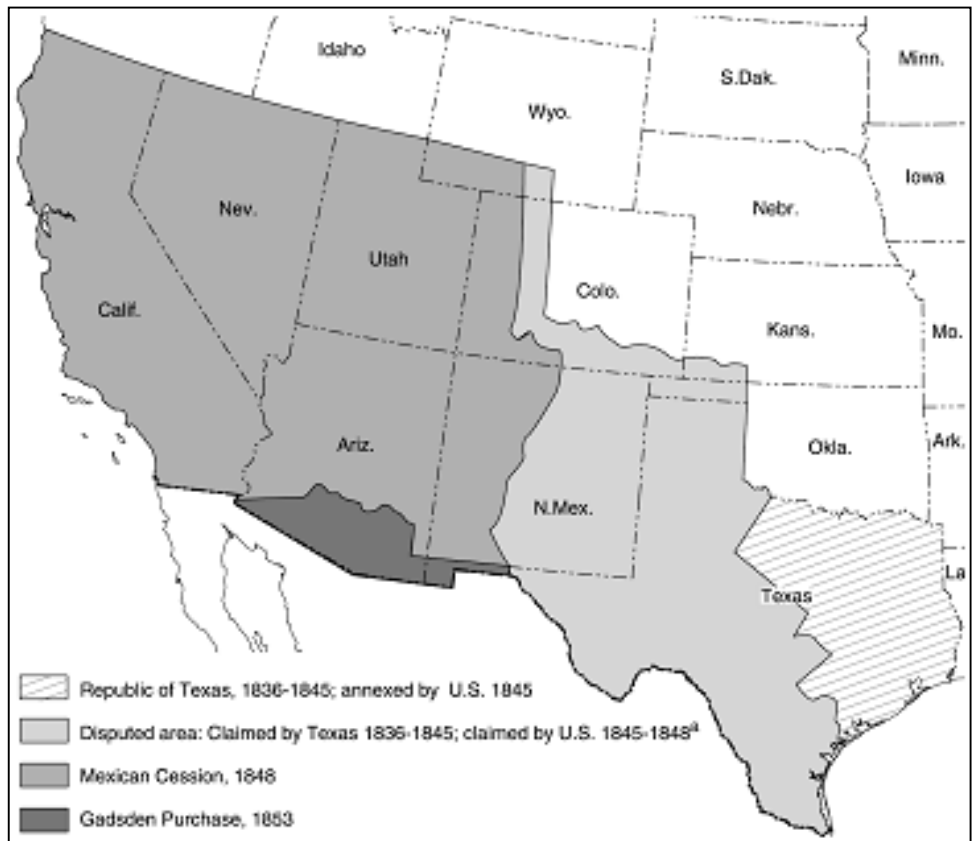 Idaho
Minn.
S.Dak.
Wyo.
Iowa
Nev.
Nebr.
Utah
Colo.
Calif.
Kans.
Mo.
Ariz.
Okla.
Ark.
N.Mex.
La
Texas
Republic of Texas, 1836-1845; annexed by U.S. 1845
Disputed area: Claimed by Texas 1836-1845; claimed by U.S. 1845-1848ª
Mexican Cession, 1848
Gadsden Purchase, 1853